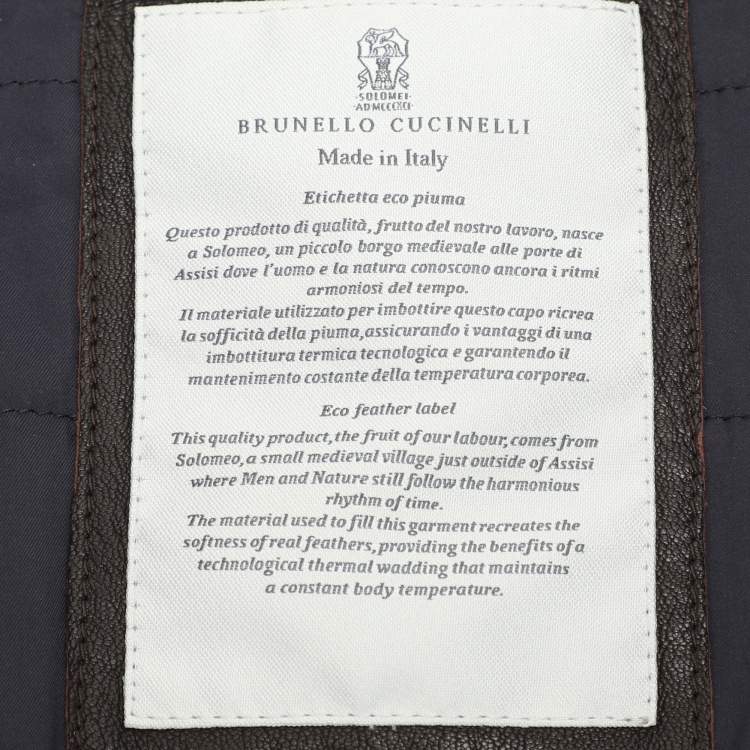 ·SOLOMEI·
·AD MCCCXCI·
BRUNELLO CUCINELLI
Made in Italy
Etichetta eco piuma
Questo prodotto di qualità, frutto del nostro lavoro, nasce
a Solomeo, un piccolo borgo medievale alle porte di
Assisi dove l'uomo e la natura conoscono ancora i ritmi
armoniosi del tempo.
Il materiale utilizzato per imbottire questo capo ricrea
la sofficità della piuma,assicurando i vantaggi di una
imbottitura termica tecnologica e garantendo il
mantenimento costante della temperatura corporea.
Eco feather label
This quality product,the fruit of our labour,comes from
Solomeo,a small medieval village just outside of Assisi
where Men and Nature still follow the harmonious
rhythm of time.
The material used to fill this garment recreates the
softness of real feathers,providing the benefits of a
technological thermal wadding that maintains
a constant body temperature.